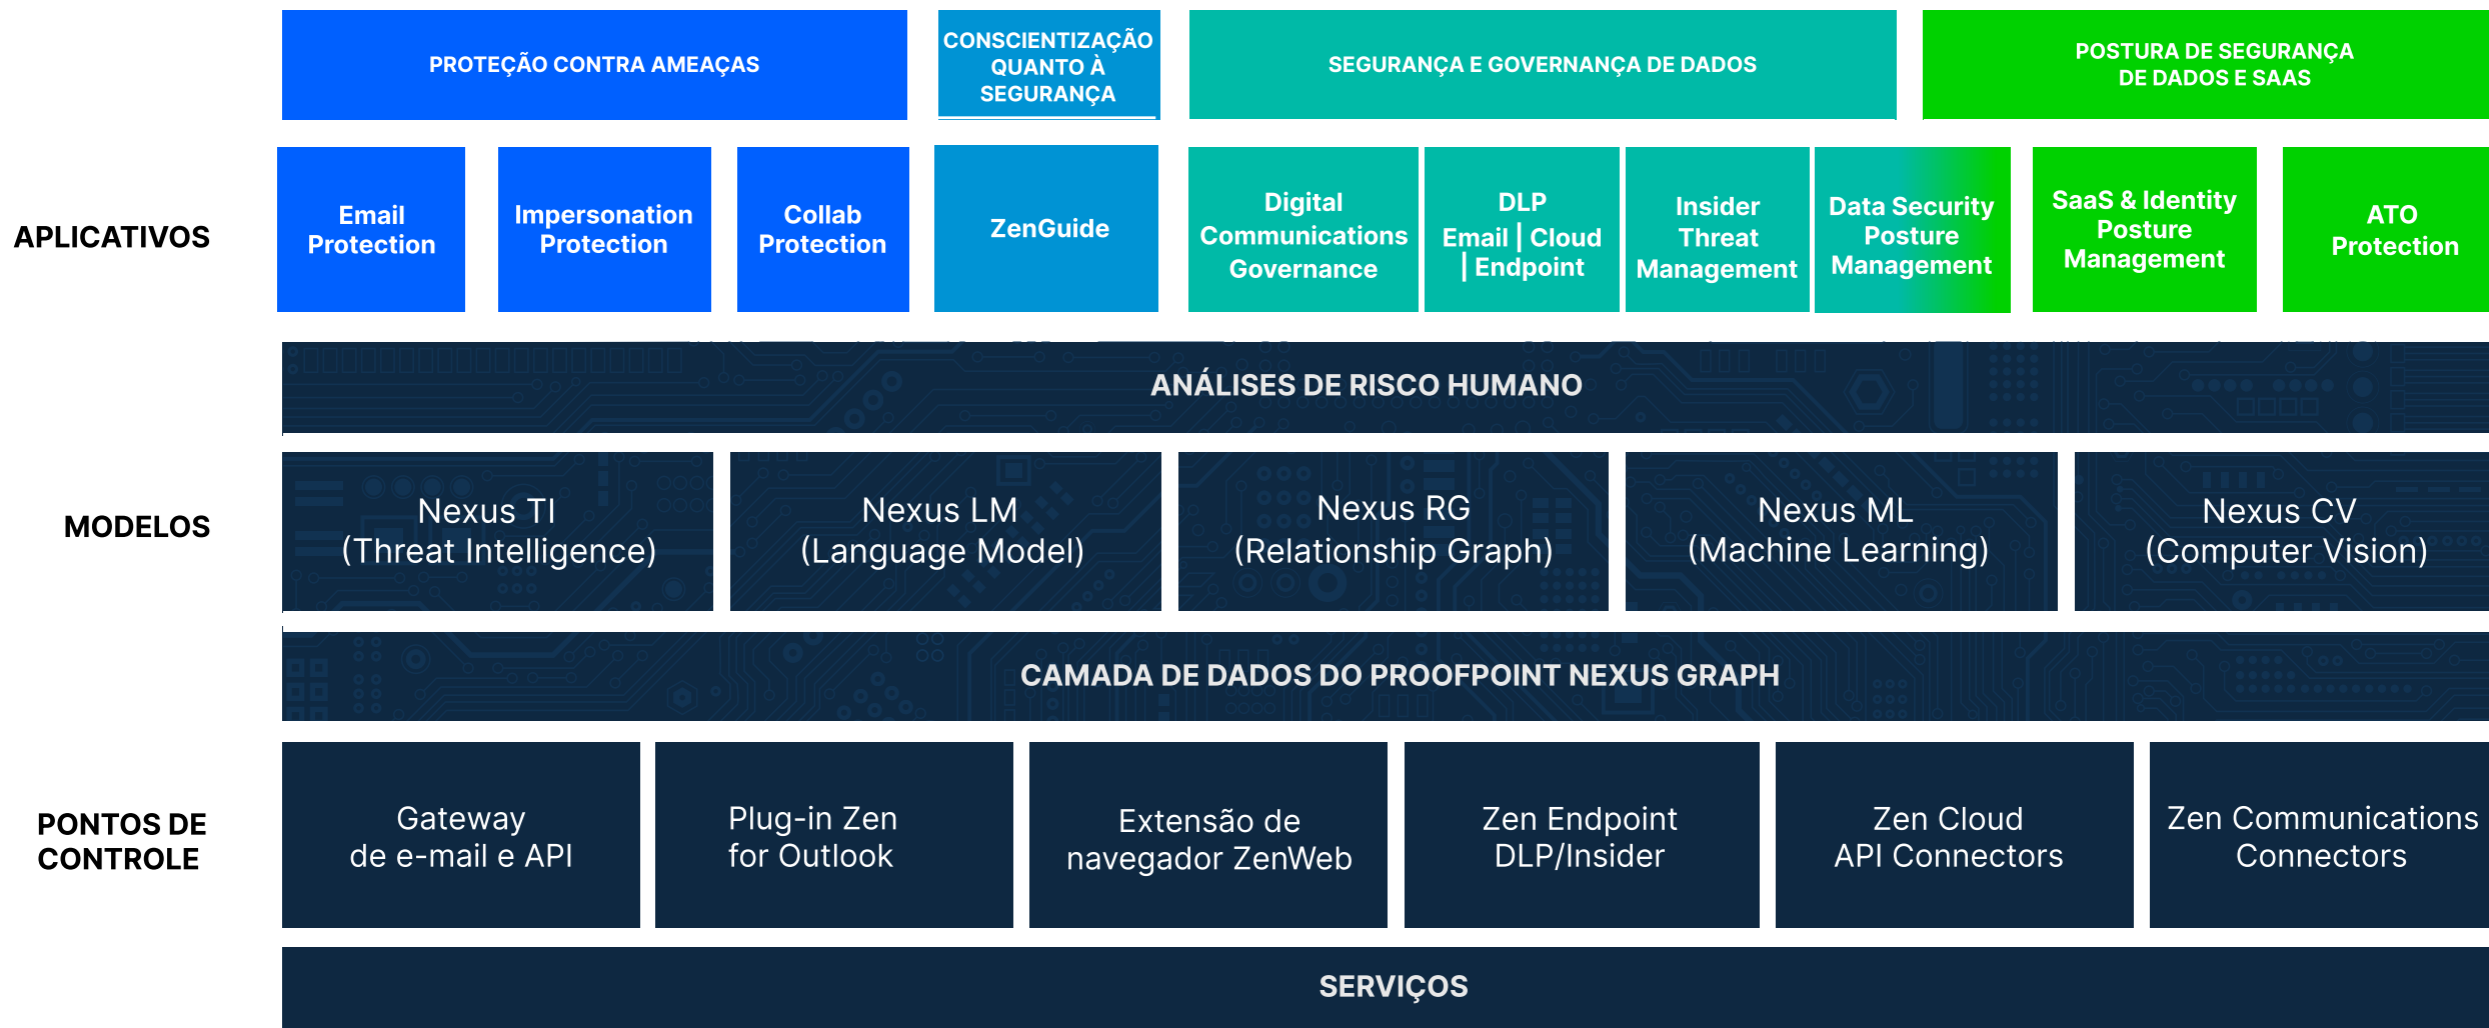 PROTEÇÃO CONTRA AMEAÇAS
CONSCIENTIZAÇÃO
QUANTO À
SEGURANÇA
SEGURANÇA E GOVERNANÇA DE DADOS
POSTURA DE SEGURANÇA
DE DADOS E SAAS
APLICATIVOS
Email
Protection
Impersonation
Protection
Collab
Protection
ZenGuide
Digital
Communications
Governance
DLP
Email | Cloud
| Endpoint
Insider
Threat
Management
Data Security
Posture
Management
SaaS & Identity
Posture
Management
ATO
Protection
ANÁLISES DE RISCO HUMANO
MODELOS
Nexus TI
(Threat Intelligence)
Nexus LM
(Language Model)
Nexus RG
(Relationship Graph)
Nexus ML
(Machine Learning)
Nexus CV
(Computer Vision)
CAMADA DE DADOS DO PROOFPOINT NEXUS GRAPH
PONTOS DE
CONTROLE
Gateway
de e-mail e API
Plug-in Zen
for Outlook
Extensão de
navegador ZenWeb
Zen Endpoint
DLP/Insider
Zen Cloud
API Connectors
Zen Communications
Connectors
SERVIÇOS